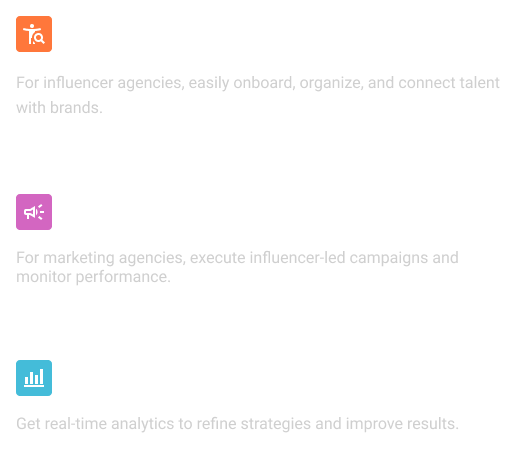 For influencer agencies, easily onboard, organize, and connect talent
with brands.
For marketing agencies, execute influencer-led campaigns and
monitor performance.
Get real-time analytics to refine strategies and improve results.